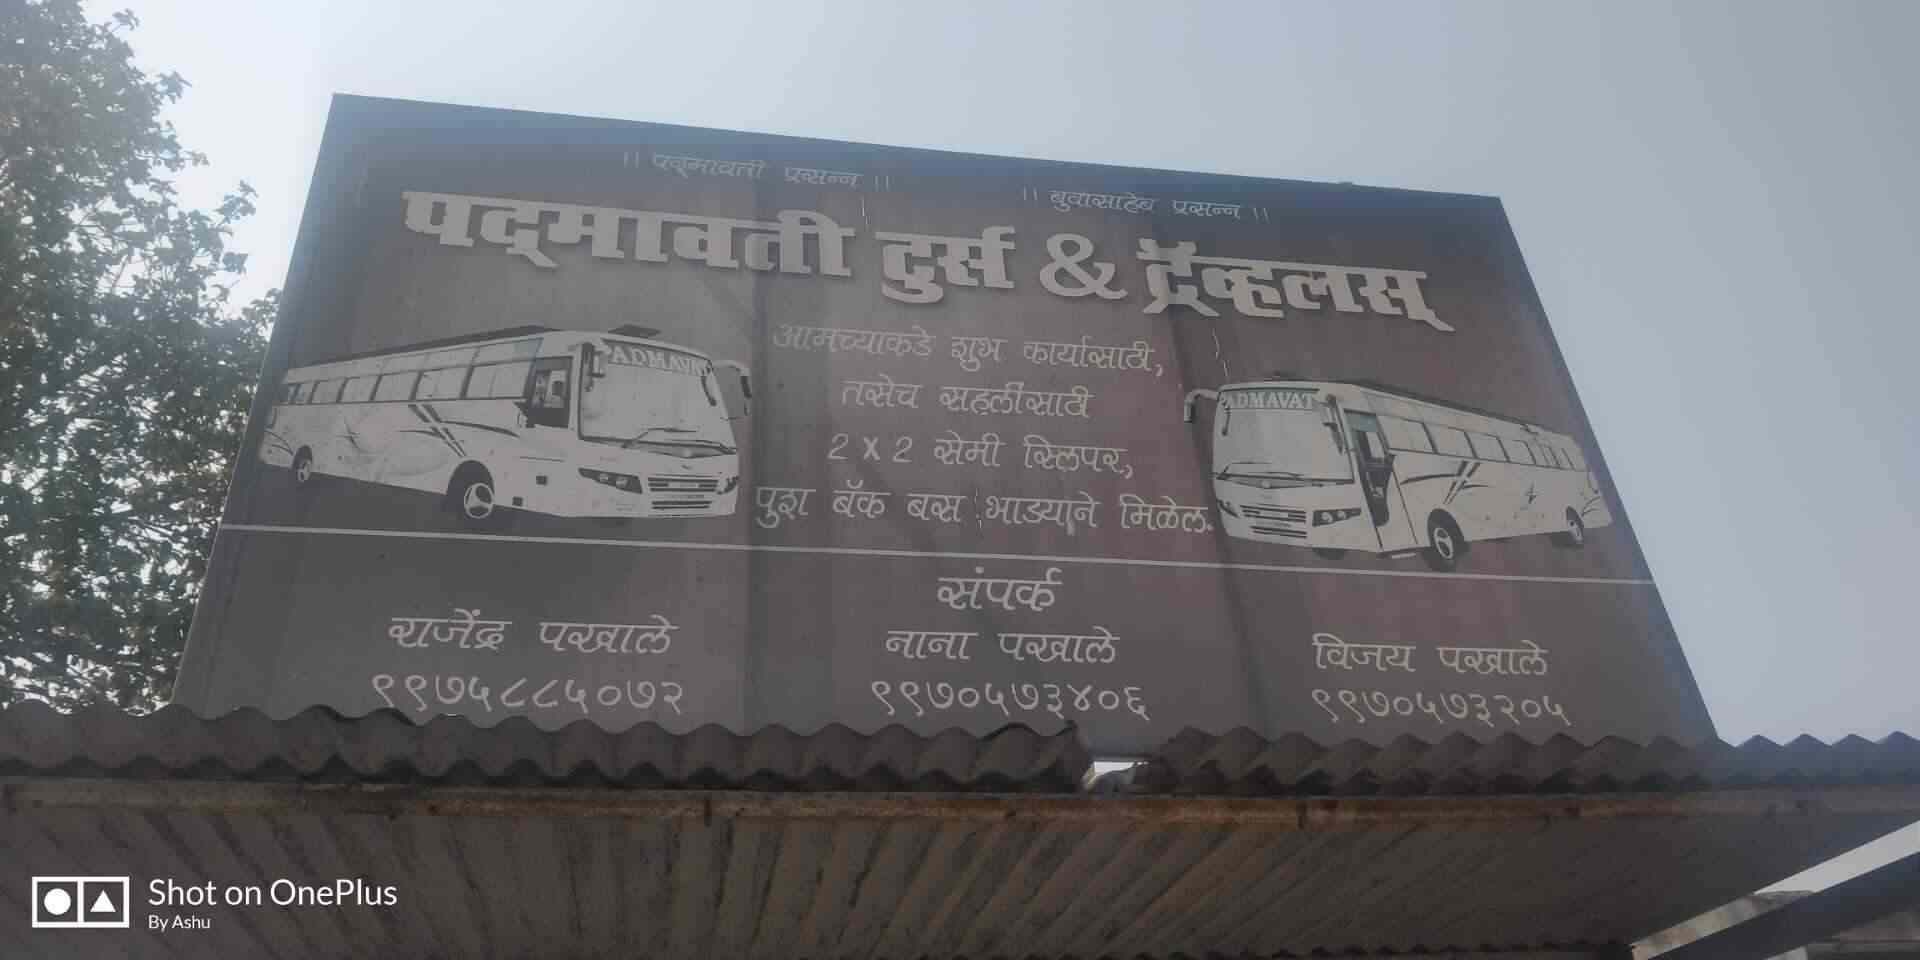 ।। पद्मावती प्रसन्न ।।
।। बुवासाहेब प्रसन्न ।।
पद्मावती टुर्स & ट्रॅव्हलस्
आमच्याकडे शुभ कार्यासाठी,
तसेच सहलींसाठी
2 x 2 सेमी स्लिपर,
पुश बॅक बस भाड्याने मिळेल.
PADMAVATI
PADMAVATI
संपर्क
राजेंद्र पखाले
९९७५८८५०७२
नाना पखाले
९९७०५७३४०६
विजय पखाले
९९७०५७३२०५
Shot on OnePlus
By Ashu